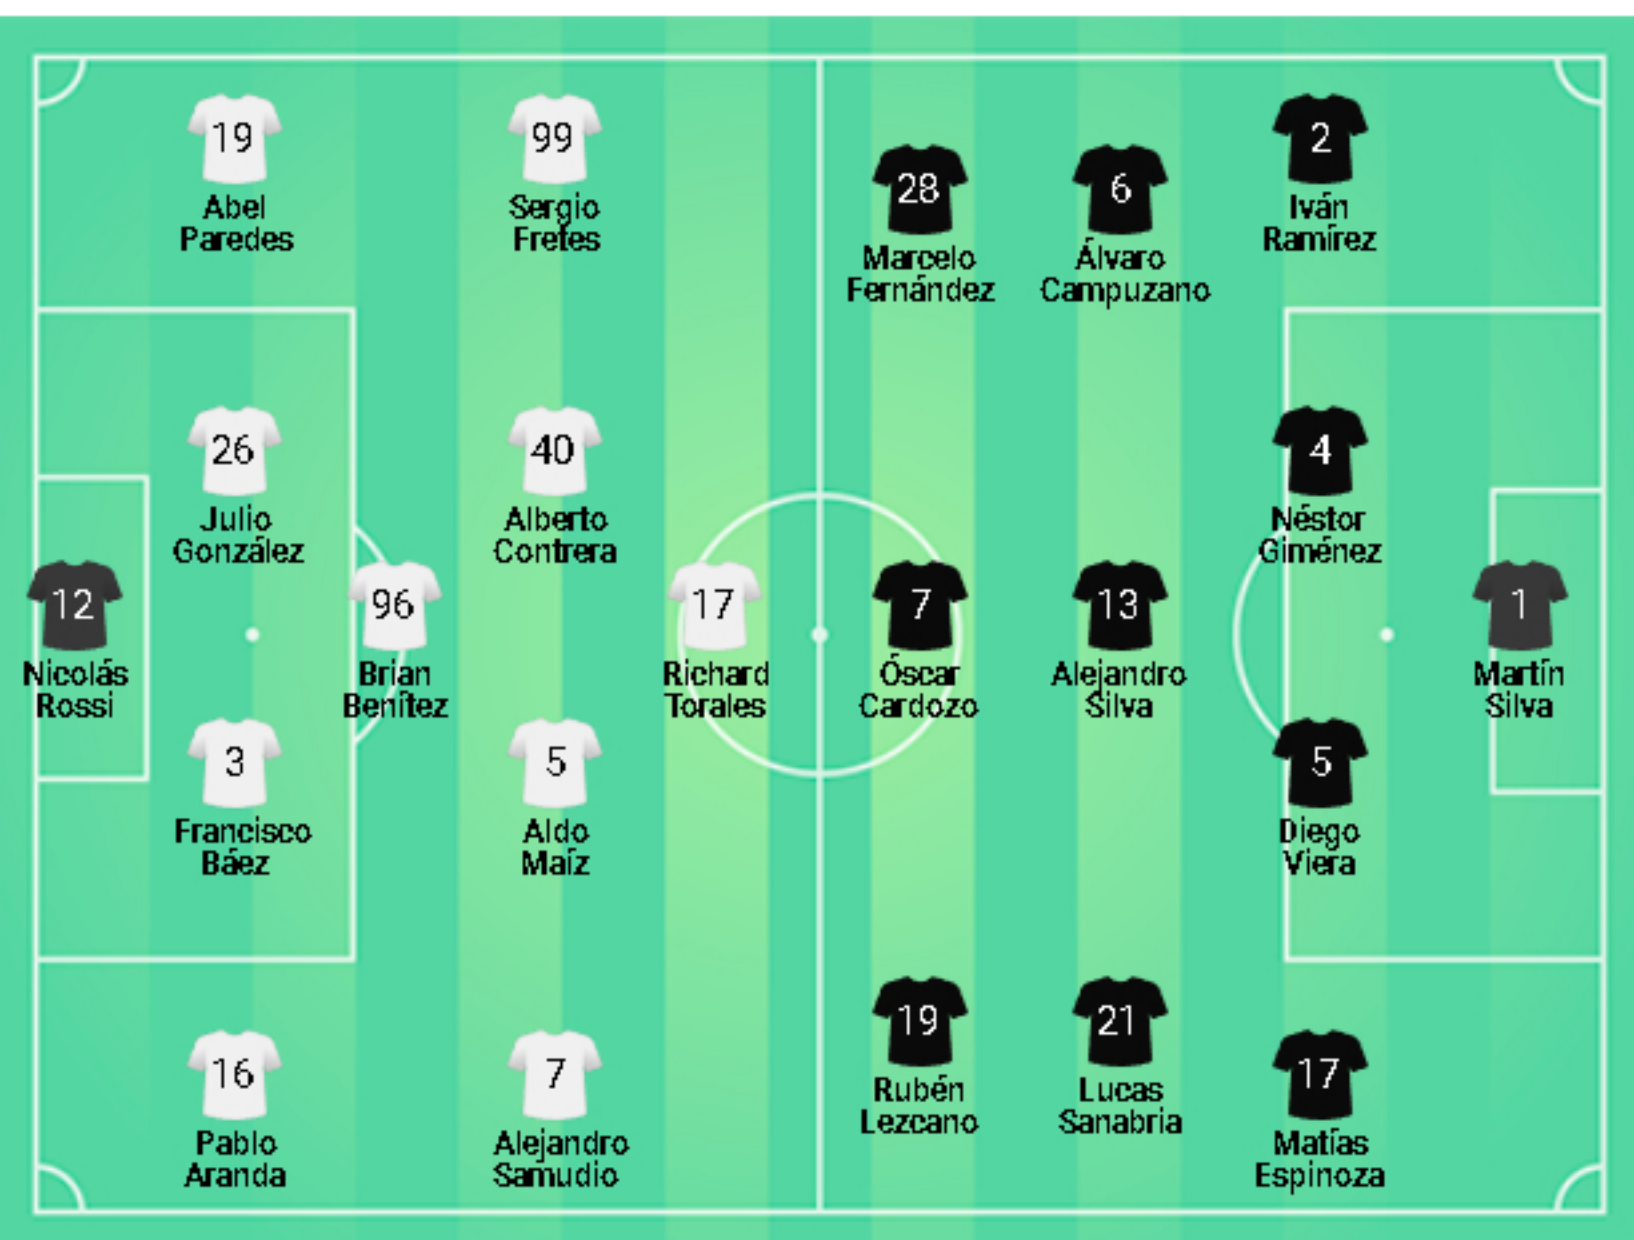 19
Abel
Paredes
99
Sergio
Fretes
28
Marcelo
Fernández
6
Álvaro
Campuzano
2
Iván
Ramírez
26
Julio
González
40
Alberto
Contrera
4
Néstor
Giménez
12
Nicolás
Rossi
96
Brian
Benítez
17
Richard
Torales
7
Óscar
Cardozo
13
Alejandro
Silva
1
Martín
Silva
3
Francisco
Báez
5
Aldo
Maíz
5
Diego
Viera
16
Pablo
Aranda
7
Alejandro
Samudio
19
Rubén
Lezcano
21
Lucas
Sanabria
17
Matías
Espinoza